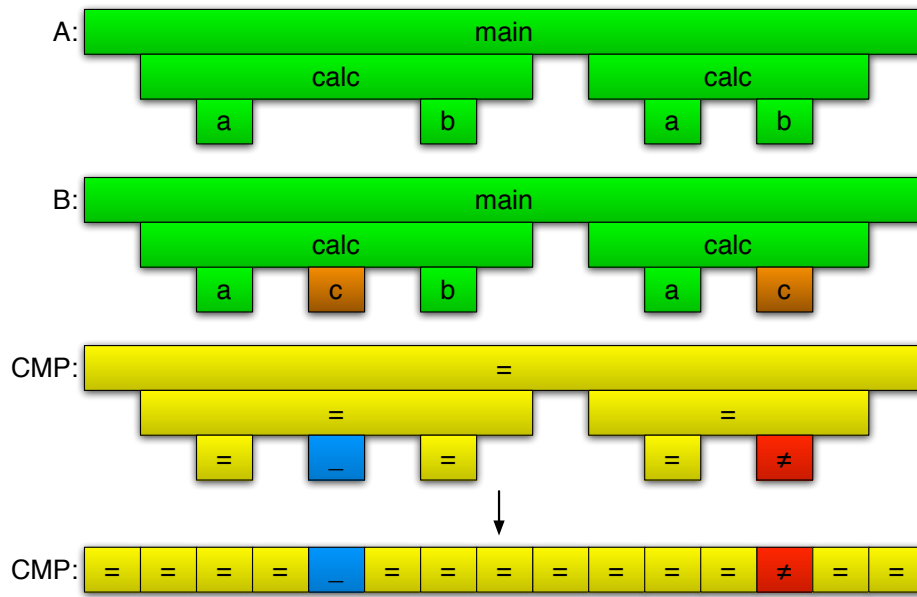 A: main
calc calc
a b a b
B: main
calc calc
a c b a c
CMP: =
= =
= _ = = ≠
CMP: = = = = _ = = = = = = = ≠ = =